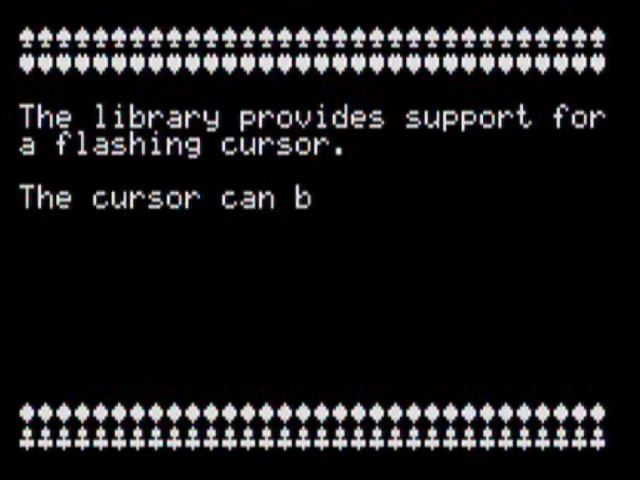 The library provides support for
a flashing cursor.
The cursor can b